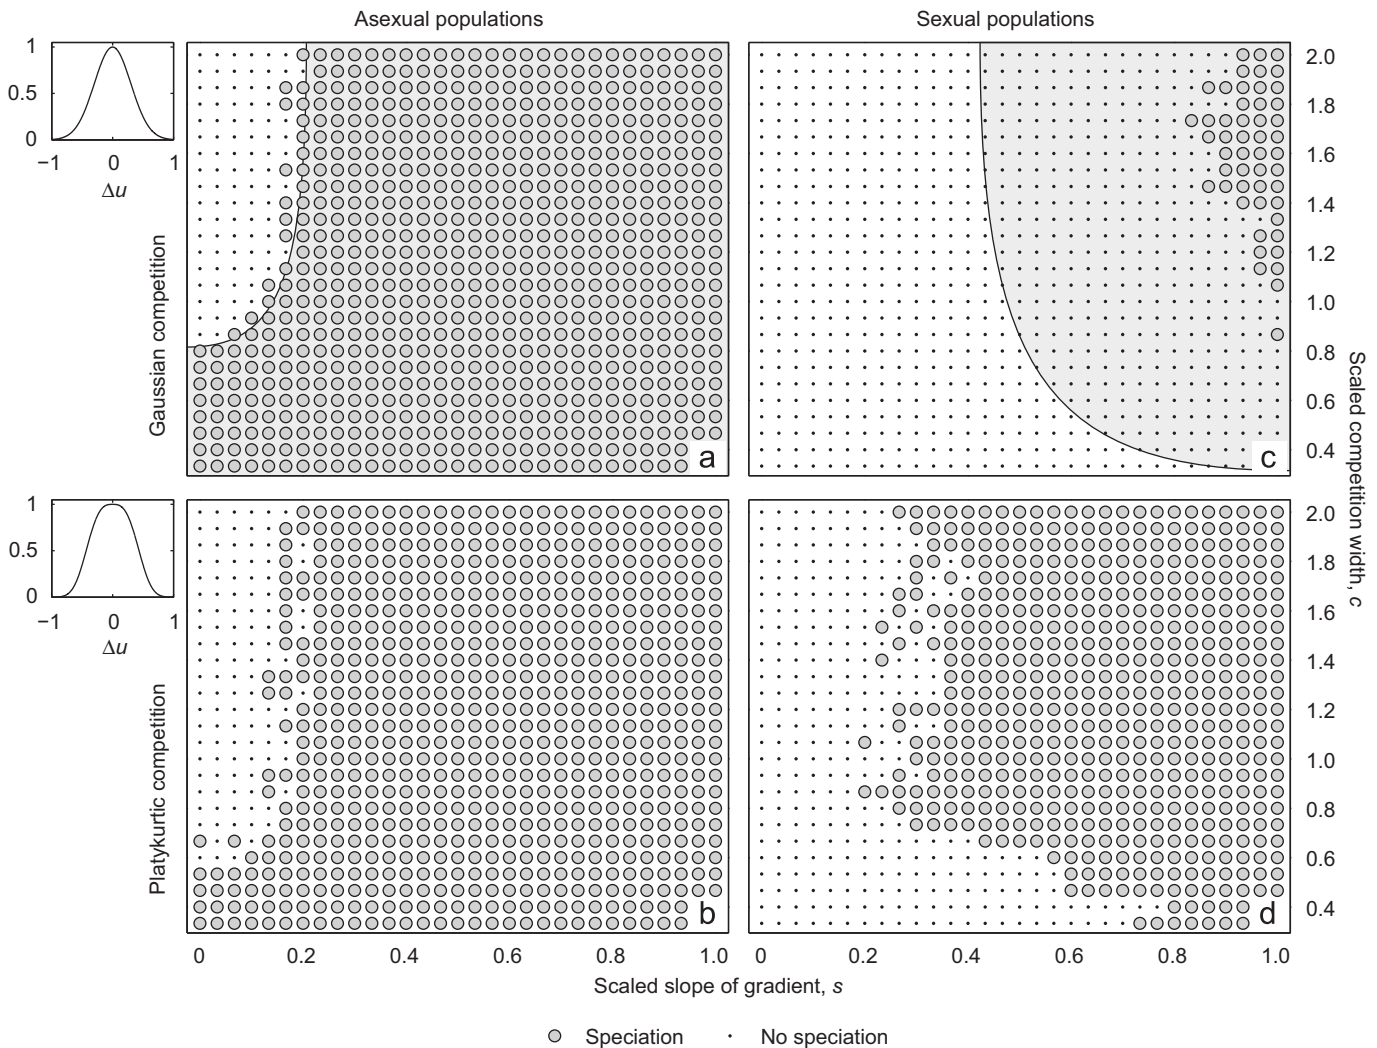 Asexual populations
Sexual populations
1
0.5
0
−1 0 1
Δu
Gaussian competition
a
c
2.0
1.8
1.6
1.4
1.2
1.0
0.8
0.6
0.4
Scaled competition width, c
1
0.5
0
−1 0 1
Δu
Platykurtic competition
b
d
2.0
1.8
1.6
1.4
1.2
1.0
0.8
0.6
0.4
0 0.2 0.4 0.6 0.8 1.0
0 0.2 0.4 0.6 0.8 1.0
Scaled slope of gradient, s
Speciation
No speciation